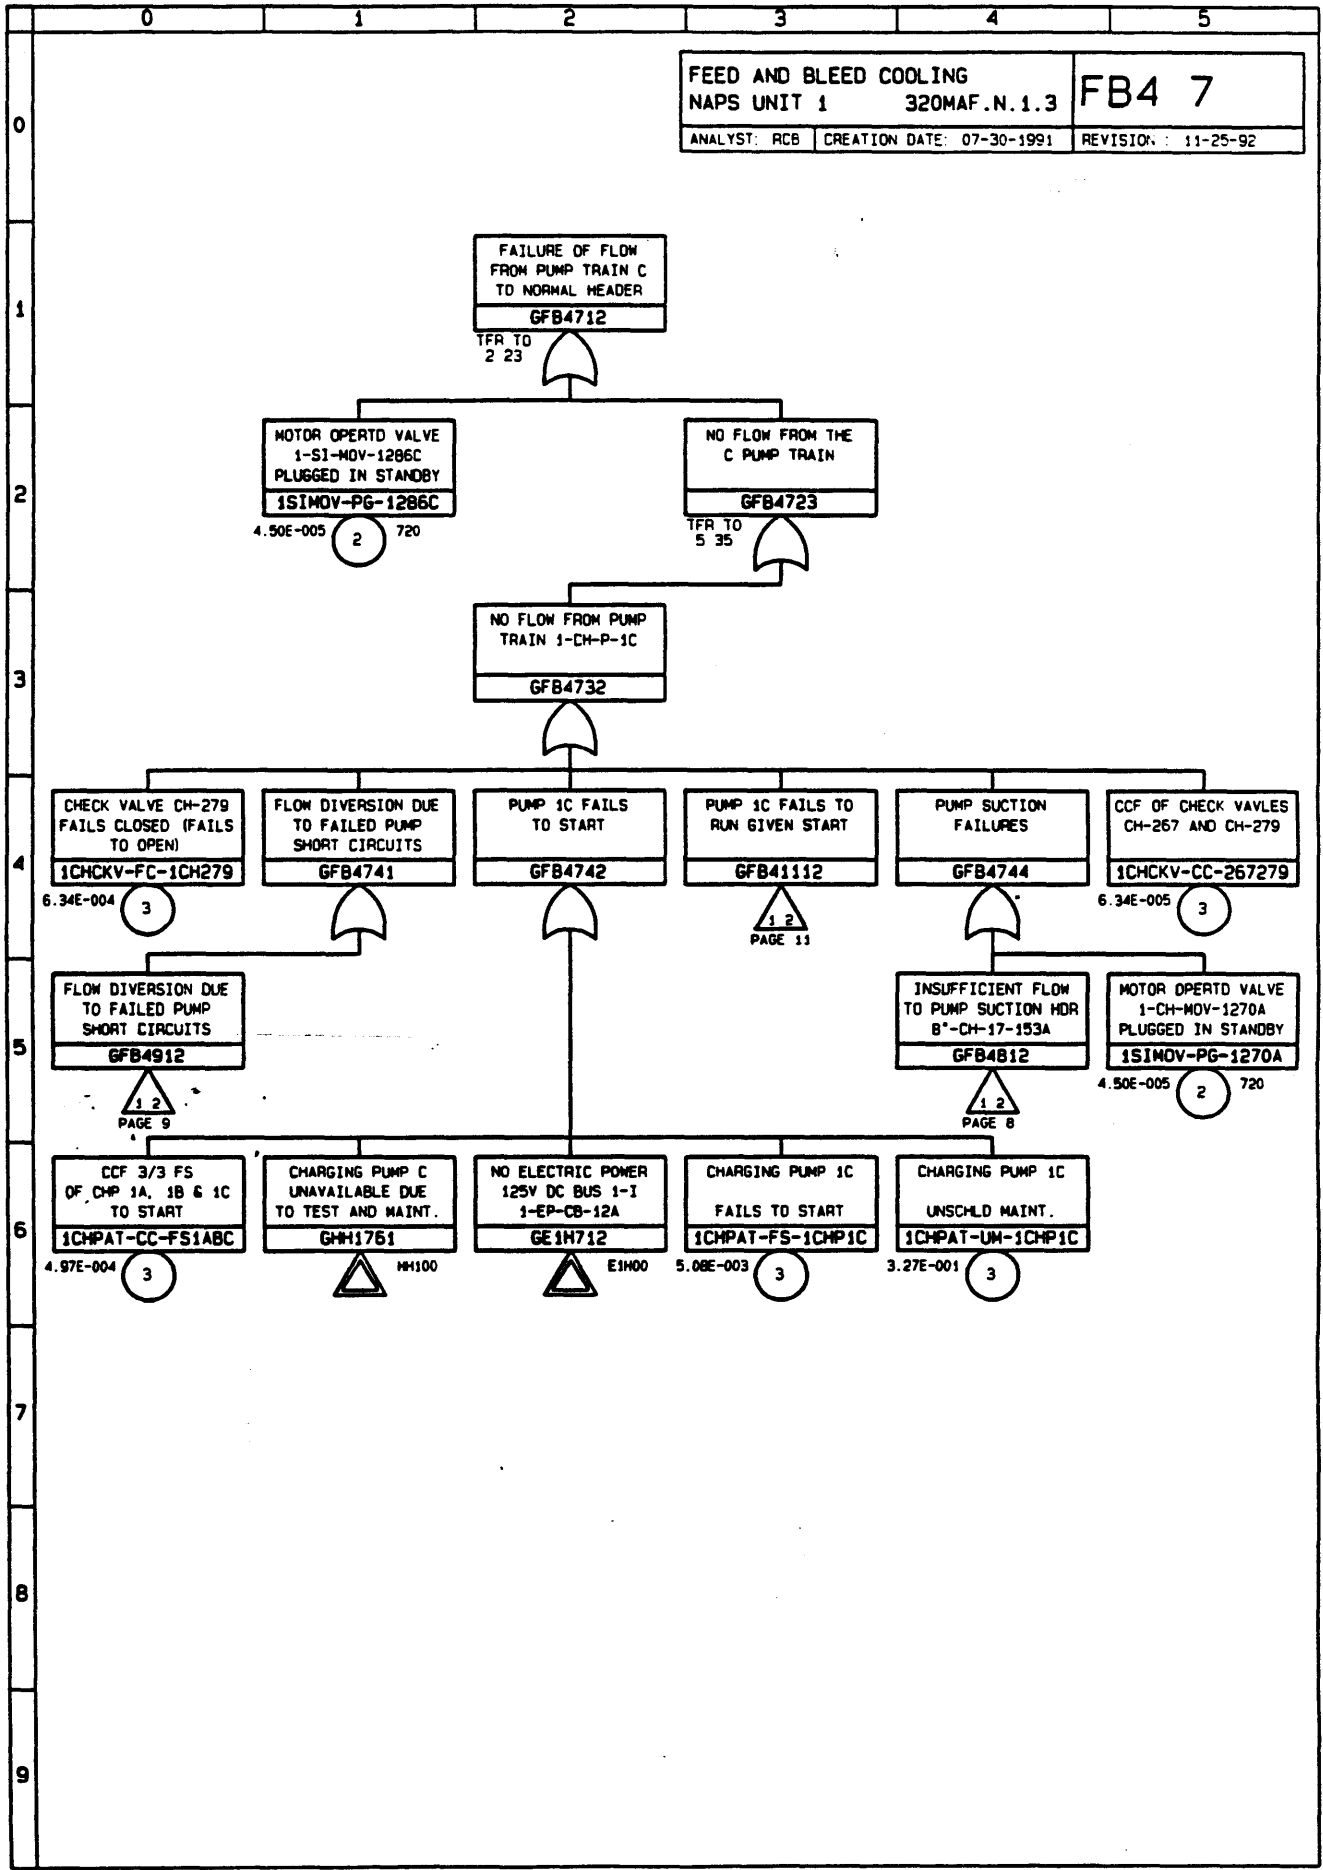 0 1 2 3 4 5
FEED AND BLEED COOLING
NAPS UNIT 1 320MAF.N.1.3
FB4 7
ANALYST: RCB CREATION DATE: 07-30-1991 REVISION : 11-25-92
0
FAILURE OF FLOW
FROM PUMP TRAIN C
TO NORMAL HEADER
GFB4712
TFR TO
2 23
1
MOTOR OPERTD VALVE
1-SI-MOV-1286C
PLUGGED IN STANDBY
1SIMOV-PG-1286C
4.50E-005 2 720
NO FLOW FROM THE
C PUMP TRAIN
GFB4723
TFR TO
5 35
2
NO FLOW FROM PUMP
TRAIN 1-CH-P-1C
GFB4732
3
CHECK VALVE CH-279
FAILS CLOSED (FAILS
TO OPEN)
1CHCKV-FC-1CH279
6.34E-004 3
FLOW DIVERSION DUE
TO FAILED PUMP
SHORT CIRCUITS
GFB4741
PUMP 1C FAILS
TO START
GFB4742
PUMP 1C FAILS TO
RUN GIVEN START
GFB41112
1 2
PAGE 11
PUMP SUCTION
FAILURES
GFB4744
CCF OF CHECK VAVLES
CH-267 AND CH-279
1CHCKV-CC-267279
6.34E-005 3
4
FLOW DIVERSION DUE
TO FAILED PUMP
SHORT CIRCUITS
GFB4912
1 2
PAGE 9
INSUFFICIENT FLOW
TO PUMP SUCTION HDR
8"-CH-17-153A
GFB4812
1 2
PAGE 8
MOTOR OPERTD VALVE
1-CH-MOV-1270A
PLUGGED IN STANDBY
1SIMOV-PG-1270A
4.50E-005 2 720
5
CCF 3/3 FS
OF CHP 1A, 1B & 1C
TO START
1CHPAT-CC-FS1ABC
4.97E-004 3
CHARGING PUMP C
UNAVAILABLE DUE
TO TEST AND MAINT.
GHH1761
HH100
NO ELECTRIC POWER
125V DC BUS 1-I
1-EP-CB-12A
GE1H712
E1H00
CHARGING PUMP 1C
FAILS TO START
1CHPAT-FS-1CHP1C
5.08E-003 3
CHARGING PUMP 1C
UNSCHLD MAINT.
1CHPAT-UM-1CHP1C
3.27E-001 3
6
7
8
9